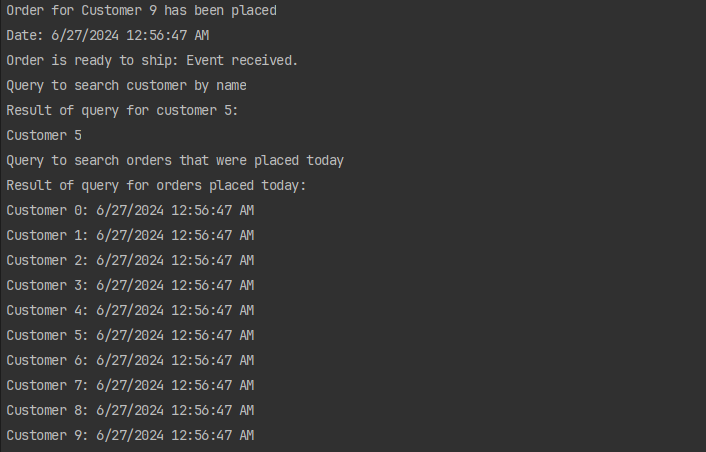 Order for Customer 9 has been placed
Date: 6/27/2024 12:56:47 AM
Order is ready to ship: Event received.
Query to search customer by name
Result of query for customer 5:
Customer 5
Query to search orders that were placed today
Result of query for orders placed today:
Customer 0: 6/27/2024 12:56:47 AM
Customer 1: 6/27/2024 12:56:47 AM
Customer 2: 6/27/2024 12:56:47 AM
Customer 3: 6/27/2024 12:56:47 AM
Customer 4: 6/27/2024 12:56:47 AM
Customer 5: 6/27/2024 12:56:47 AM
Customer 6: 6/27/2024 12:56:47 AM
Customer 7: 6/27/2024 12:56:47 AM
Customer 8: 6/27/2024 12:56:47 AM
Customer 9: 6/27/2024 12:56:47 AM